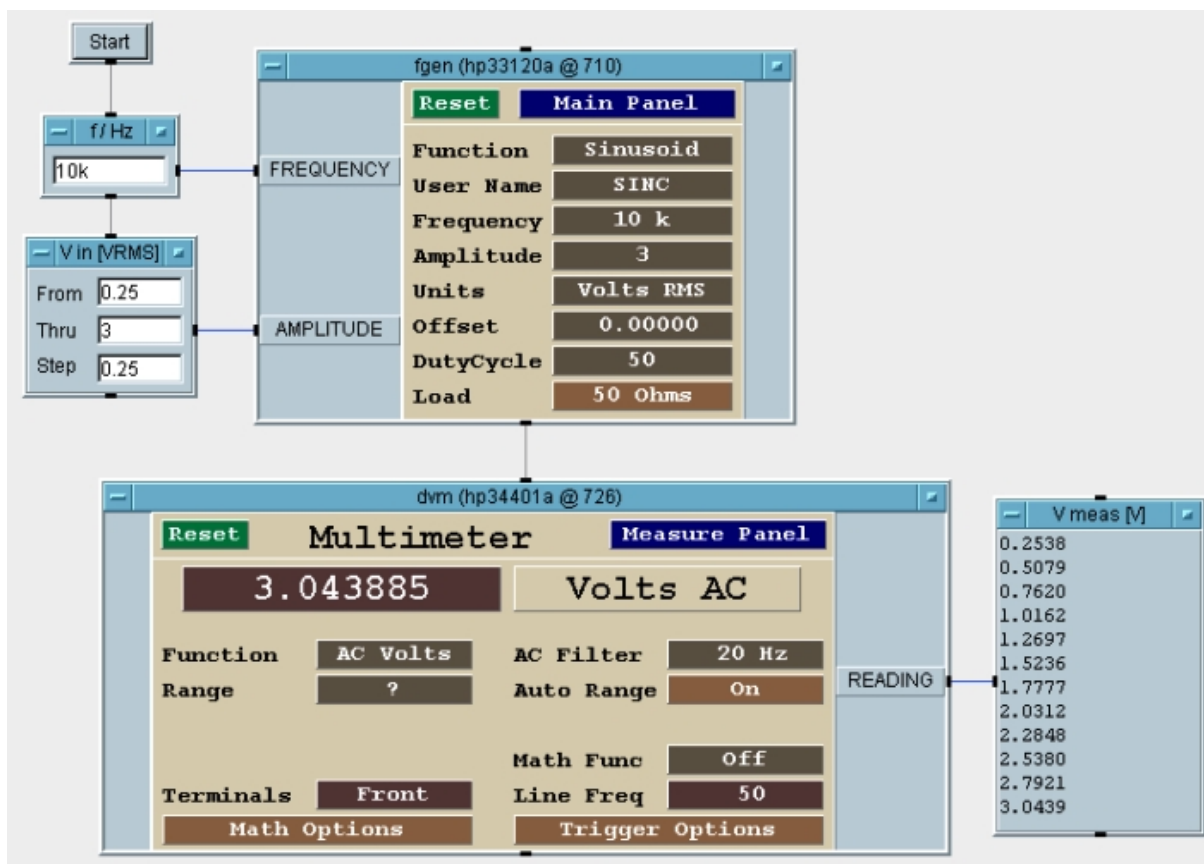 Start
f / Hz
10k
V in [VRMS]
From 0.25
Thru 3
Step 0.25
fgen (hp33120a @ 710)
Reset Main Panel
FREQUENCY
AMPLITUDE
Function Sinusoid
User Name SINC
Frequency 10 k
Amplitude 3
Units Volts RMS
Offset 0.00000
DutyCycle 50
Load 50 Ohms
dvm (hp34401a @ 726)
Reset Multimeter Measure Panel
3.043885 Volts AC
Function AC Volts AC Filter 20 Hz
Range ? Auto Range On
Math Func Off
Terminals Front Line Freq 50
Math Options Trigger Options
READING
V meas [V]
0.2538
0.5079
0.7620
1.0162
1.2697
1.5236
1.7777
2.0312
2.2848
2.5380
2.7921
3.0439